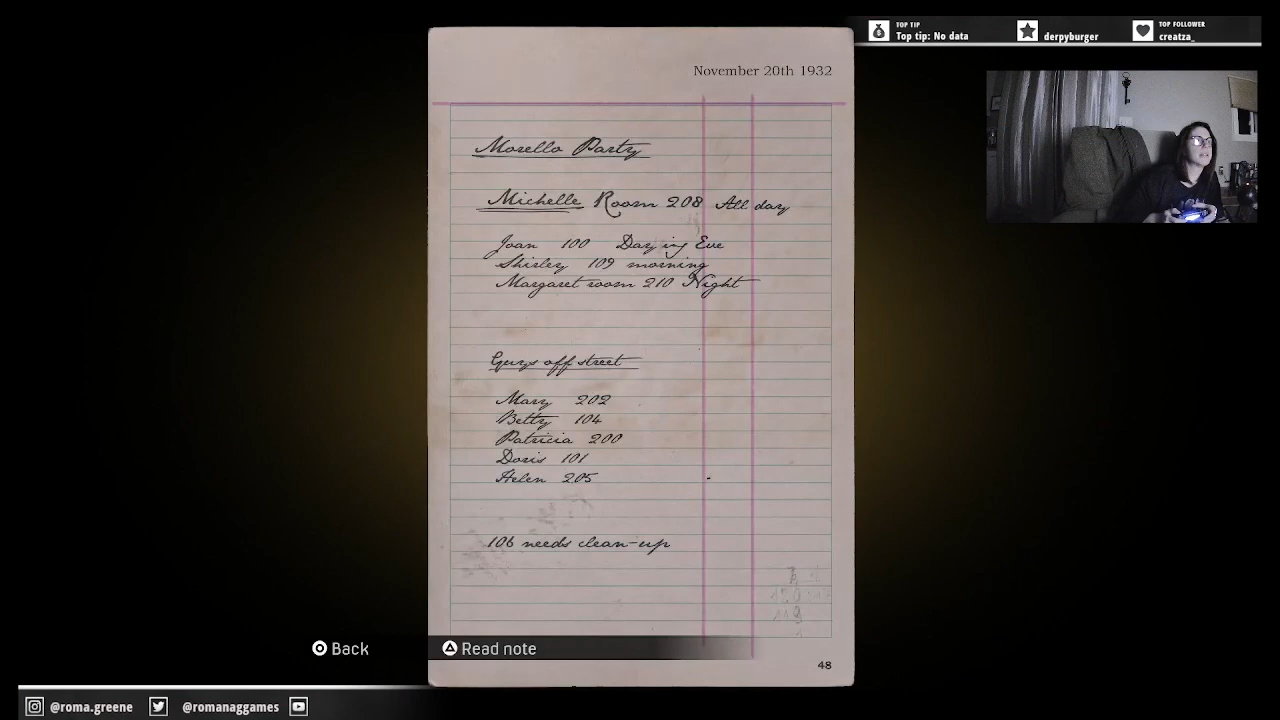 TOP TIP
Top tip: No data
derpyburger
TOP FOLLOWER
creatza_
November 20th 1932
Morello Party
Michelle Room 208 All day
Joan 100 Day Eve
Shirley 109 morning
Margaret room 210 Night
Guys off street
Mary 202
Betty 104
Patricia 200
Doris 101
Helen 205
106 needs clean-up
Back
Read note
48
@roma.greene
@romanaggames